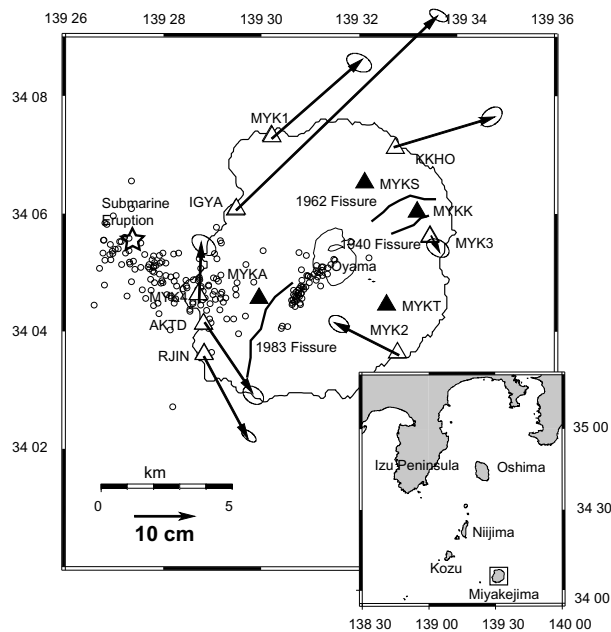 139 26
139 28
139 30
139 32
139 34
139 36
34 08
34 06
34 04
34 02
MYK1
KKHO
MYKS
IGYA
1962 Fissure
MYKK
Submarine
Eruption
1940 Fissure
MYK3
Oyama
MYKA
MYKT
AKTD
MYK2
RJIN
1983 Fissure
km
0
5
10 cm
Izu Peninsula
Oshima
Niijima
Kozu
Miyakejima
35 00
34 30
34 00
138 30
139 00
139 30
140 00